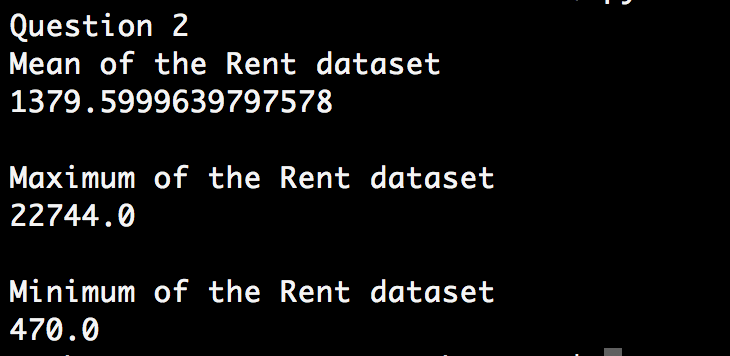 Question 2
Mean of the Rent dataset
1379.5999639797578
Maximum of the Rent dataset
22744.0
Minimum of the Rent dataset
470.0